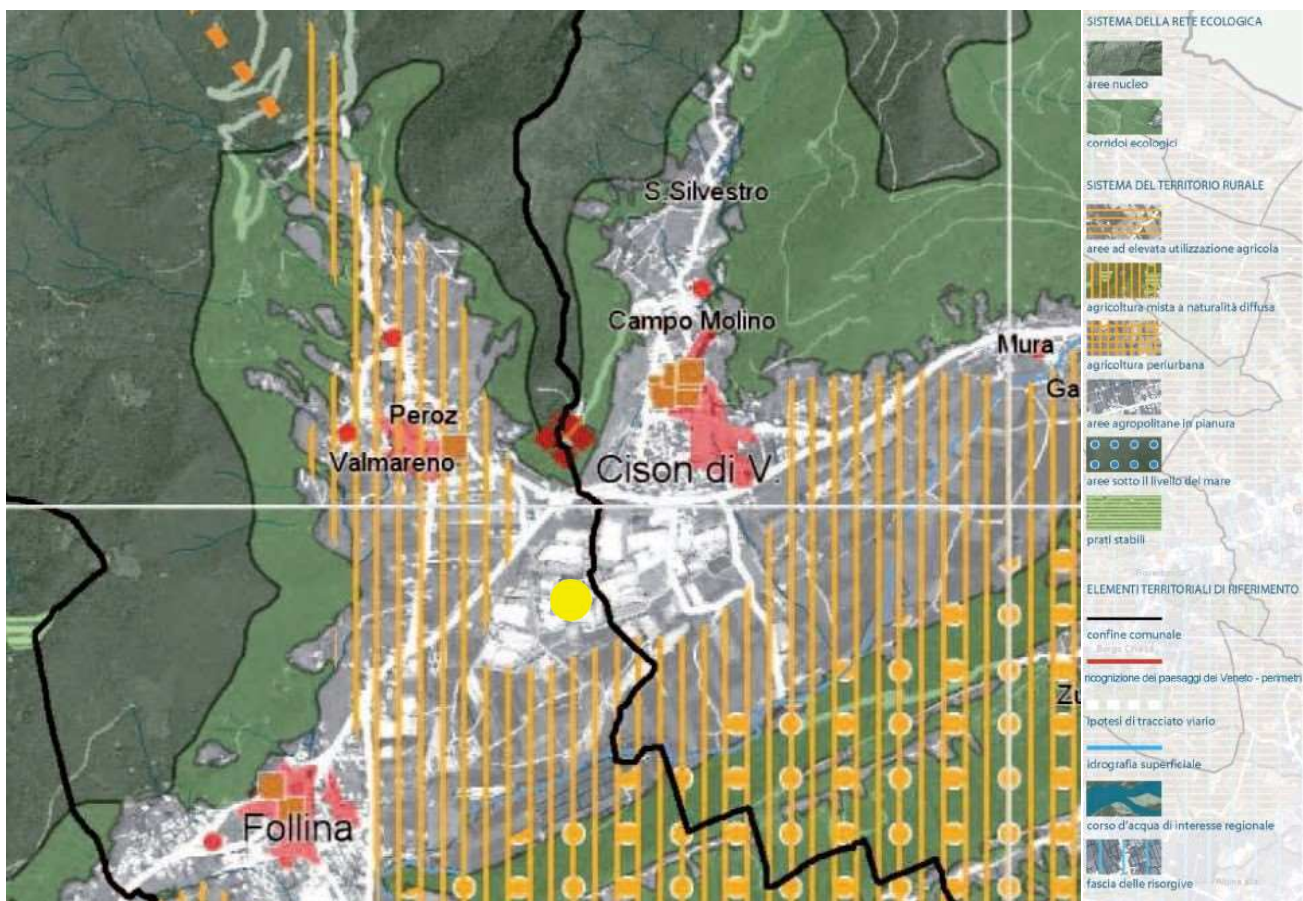 S.Silvestro
Campo Molino
Mura
Ga
Peroz
Valmareno
Cison di V.
Zu
Follina
SISTEMA DELLA RETE ECOLOGICA
aree nucleo
corridoi ecologici
SISTEMA DEL TERRITORIO RURALE
aree ad elevata utilizzazione agricola
agricoltura mista a naturalità diffusa
agricoltura periurbana
aree agropolitane in pianura
aree sotto il livello del mare
prati stabili
ELEMENTI TERRITORIALI DI RIFERIMENTO
confine comunale
ricognizione dei paesaggi del Veneto - perimetri
ipotesi di tracciato viario
idrografia superficiale
corso d'acqua di interesse regionale
fascia delle risorgive